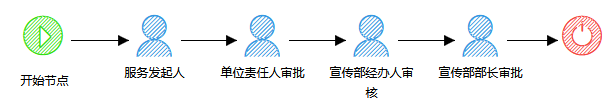 开始节点
服务发起人
单位责任人审批
宣传部经办人审
核
宣传部部长审批